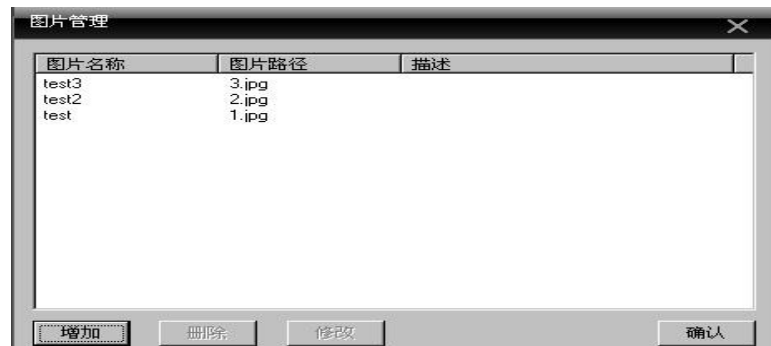 图片管理
图片名称 图片路径 描述
test3 3.jpg
test2 2.jpg
test 1.jpg
增加 删除 修改 确认